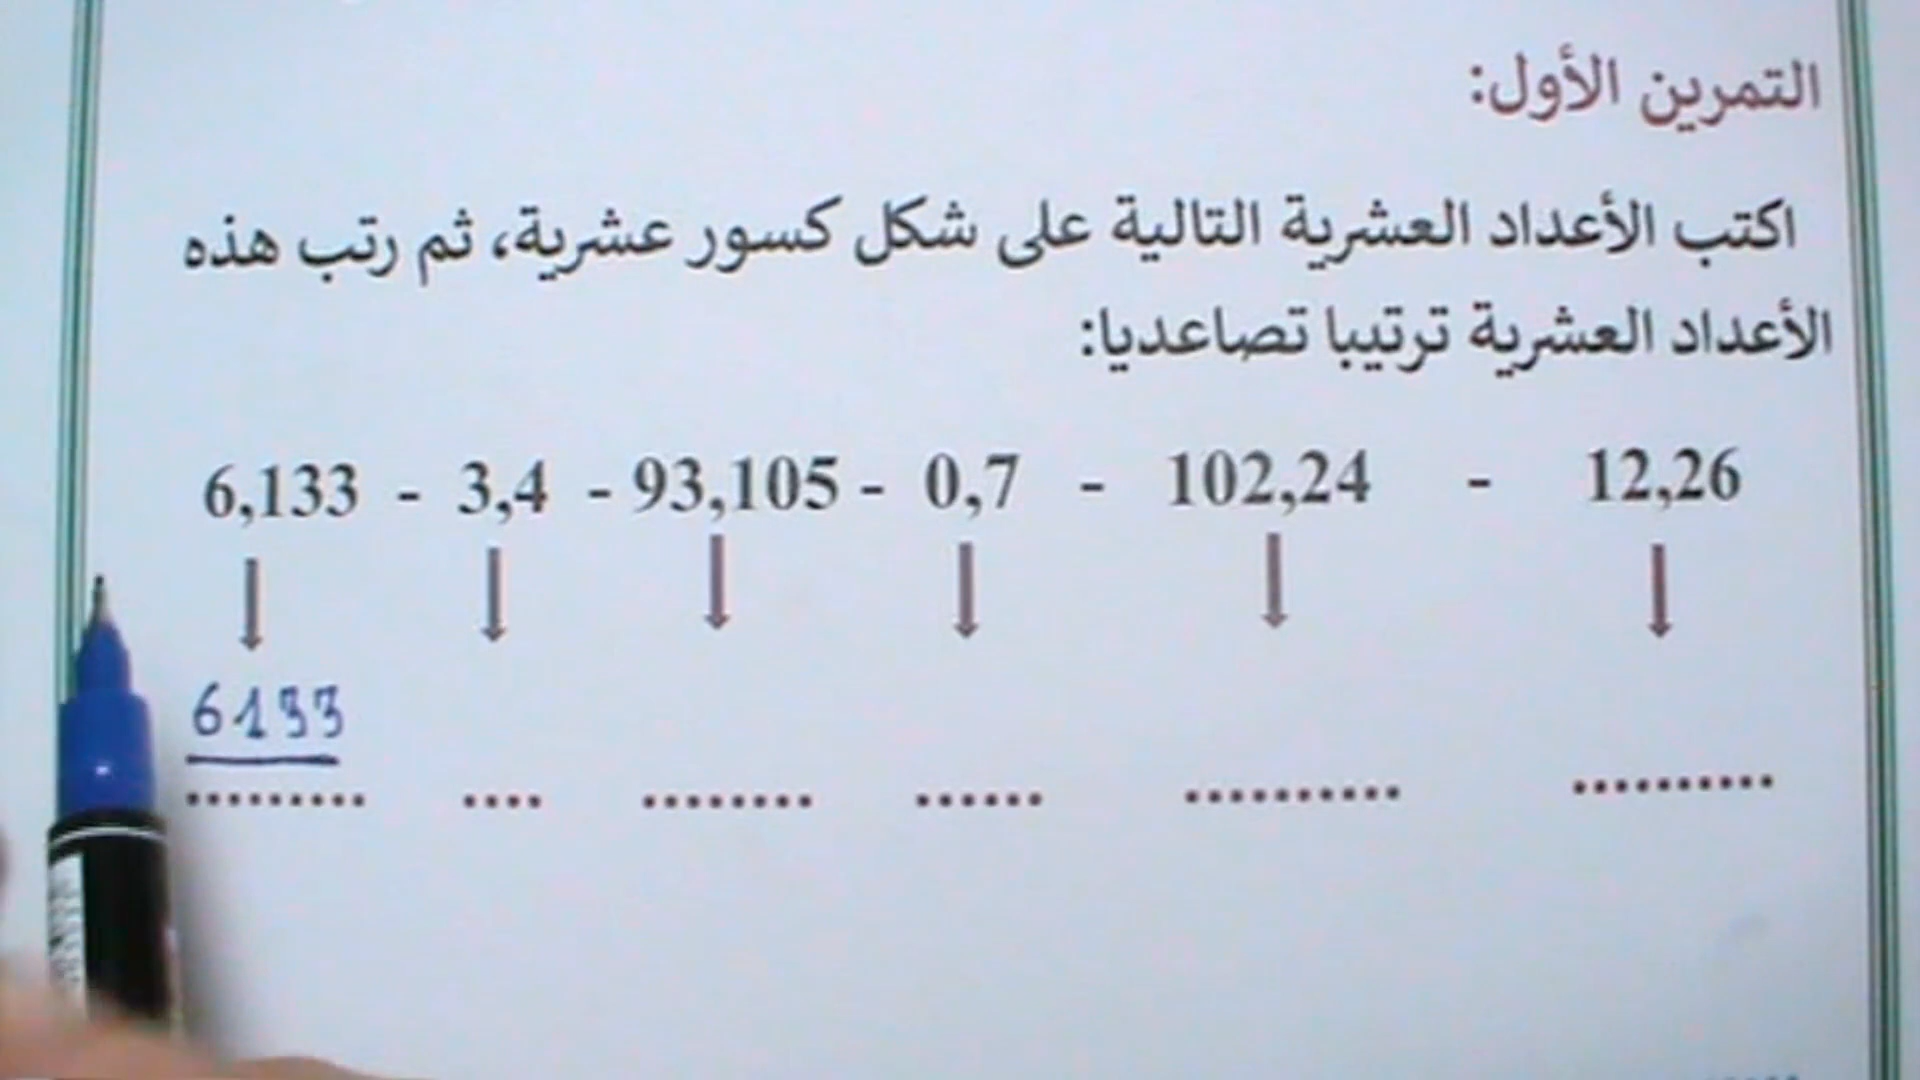 التمرين الأول:
اكتب الأعداد العشرية التالية على شكل كسور عشرية، ثم رتب هذه
الأعداد العشرية ترتيبا تصاعديا:
6,133 - 3,4 - 93,105 - 0,7 - 102,24 - 12,26
6133
......... .... ........ ...... .......... ..........